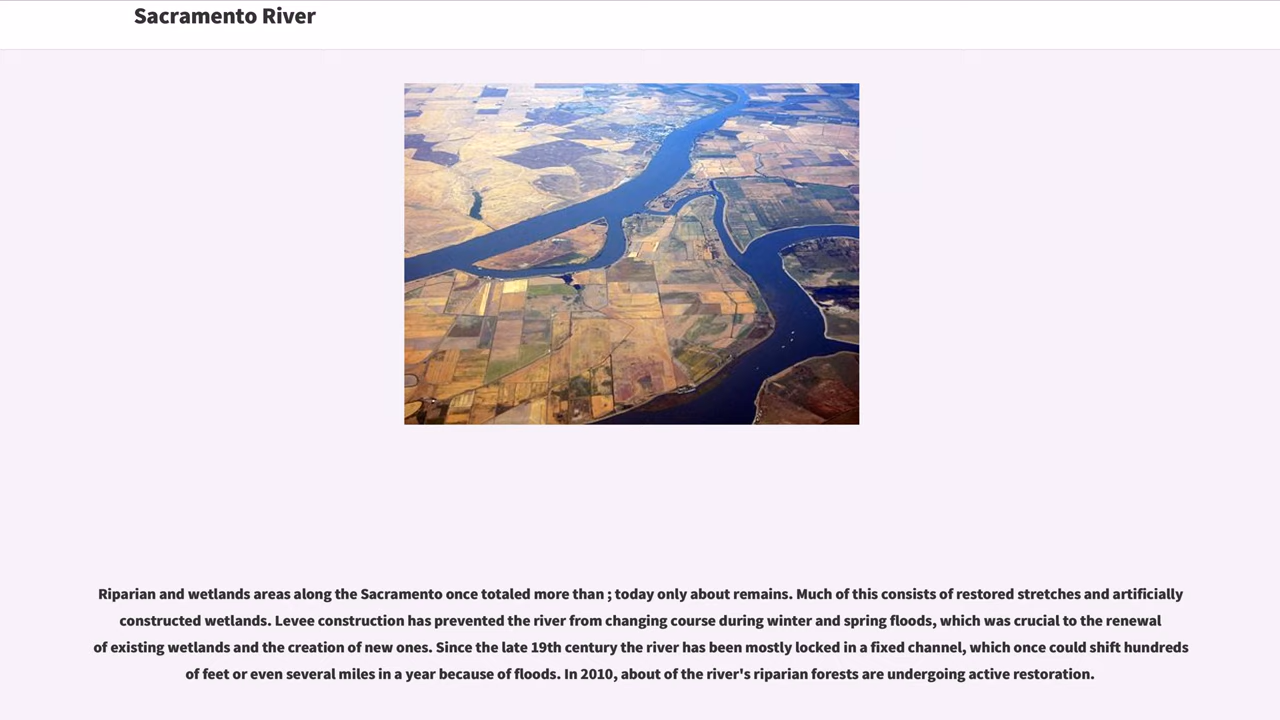 Sacramento River
Riparian and wetlands areas along the Sacramento once totaled more than ; today only about remains. Much of this consists of restored stretches and artificially
constructed wetlands. Levee construction has prevented the river from changing course during winter and spring floods, which was crucial to the renewal
of existing wetlands and the creation of new ones. Since the late 19th century the river has been mostly locked in a fixed channel, which once could shift hundreds
of feet or even several miles in a year because of floods. In 2010, about of the river's riparian forests are undergoing active restoration.